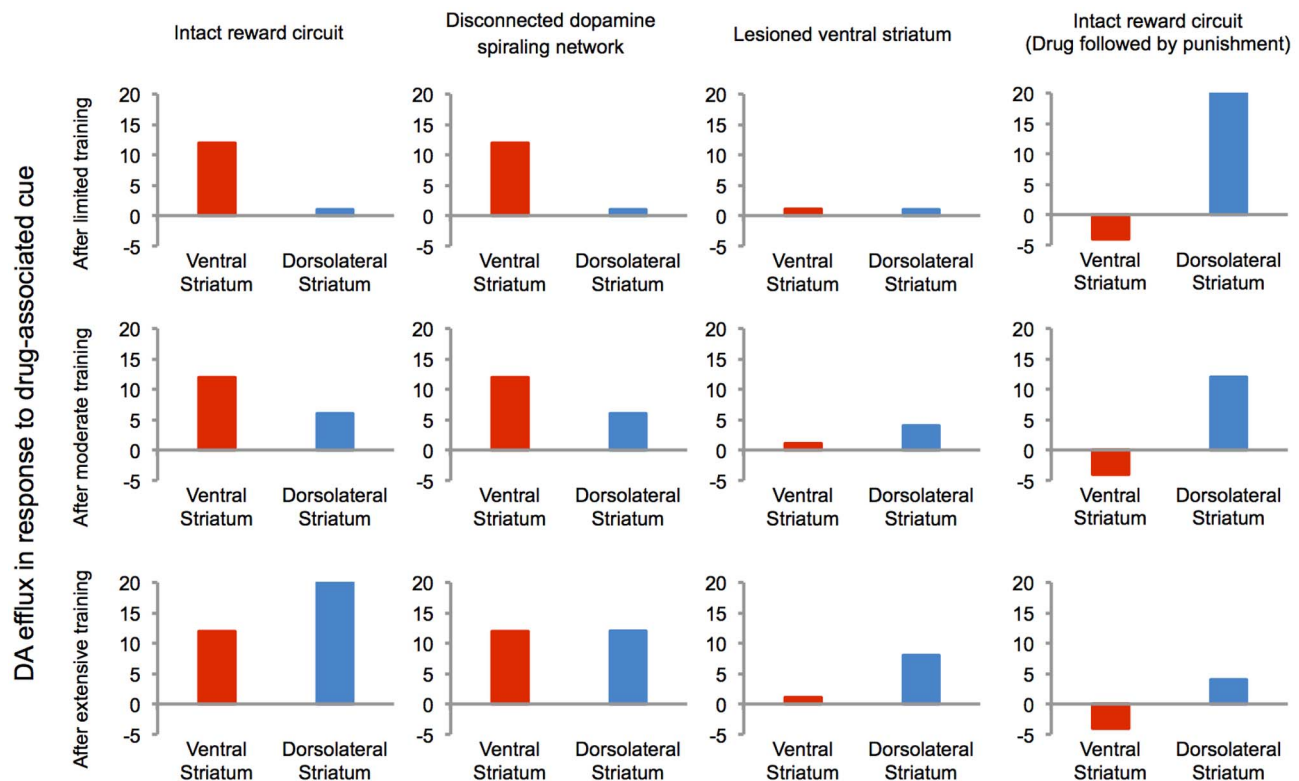 Intact reward circuit
Disconnected dopamine
spiraling network
Lesioned ventral striatum
Intact reward circuit
(Drug followed by punishment)
DA efflux in response to drug-associated cue
After limited training
20
15
10
5
0
-5
Ventral
Striatum
Dorsolateral
Striatum
20
15
10
5
0
-5
Ventral
Striatum
Dorsolateral
Striatum
20
15
10
5
0
-5
Ventral
Striatum
Dorsolateral
Striatum
20
15
10
5
0
-5
Ventral
Striatum
Dorsolateral
Striatum
After moderate training
20
15
10
5
0
-5
Ventral
Striatum
Dorsolateral
Striatum
20
15
10
5
0
-5
Ventral
Striatum
Dorsolateral
Striatum
20
15
10
5
0
-5
Ventral
Striatum
Dorsolateral
Striatum
20
15
10
5
0
-5
Ventral
Striatum
Dorsolateral
Striatum
After extensive training
20
15
10
5
0
-5
Ventral
Striatum
Dorsolateral
Striatum
20
15
10
5
0
-5
Ventral
Striatum
Dorsolateral
Striatum
20
15
10
5
0
-5
Ventral
Striatum
Dorsolateral
Striatum
20
15
10
5
0
-5
Ventral
Striatum
Dorsolateral
Striatum